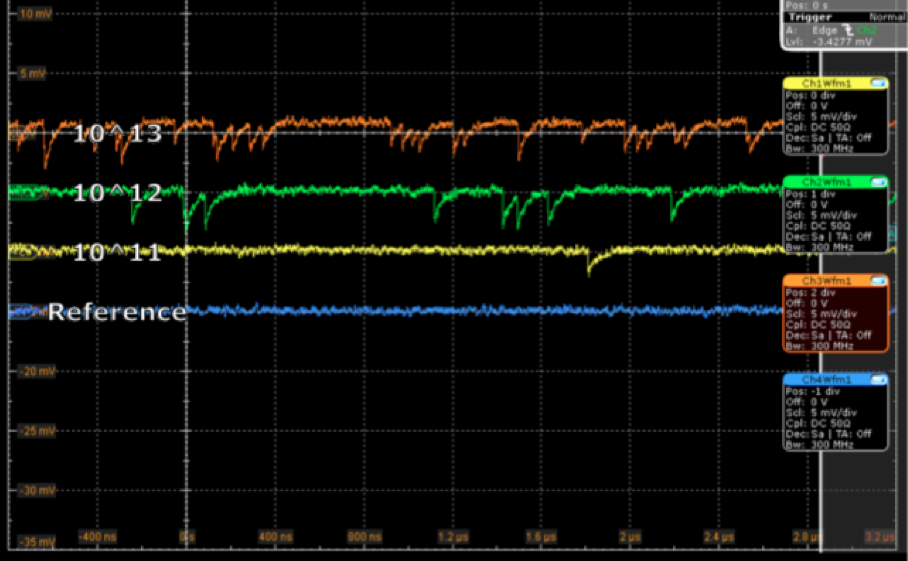 10 mV
Pos: 0 s
Trigger Normal
A: Edge Ch2
Lvl: -3.4277 mV
5 mV
Ch1Wfm1
Pos: 0 div
Off: 0 V
Scl: 5 mV/div
Cpl: DC 50Ω
Dec: Sa | TA: Off
Bw: 300 MHz
10^13
Ch2Wfm1
Pos: 1 div
Off: 0 V
Scl: 5 mV/div
Cpl: DC 50Ω
Dec: Sa | TA: Off
Bw: 300 MHz
10^12
10^11
Ch3Wfm1
Pos: 2 div
Off: 0 V
Scl: 5 mV/div
Cpl: DC 50Ω
Dec: Sa | TA: Off
Bw: 300 MHz
Reference
-20 mV
Ch4Wfm1
Pos: -1 div
Off: 0 V
Scl: 5 mV/div
Cpl: DC 50Ω
Dec: Sa | TA: Off
Bw: 300 MHz
-25 mV
-30 mV
-35 mV
-400 ns 0 s 400 ns 800 ns 1.2 µs 1.6 µs 2 µs 2.4 µs 2.8 µs 3.2 µs